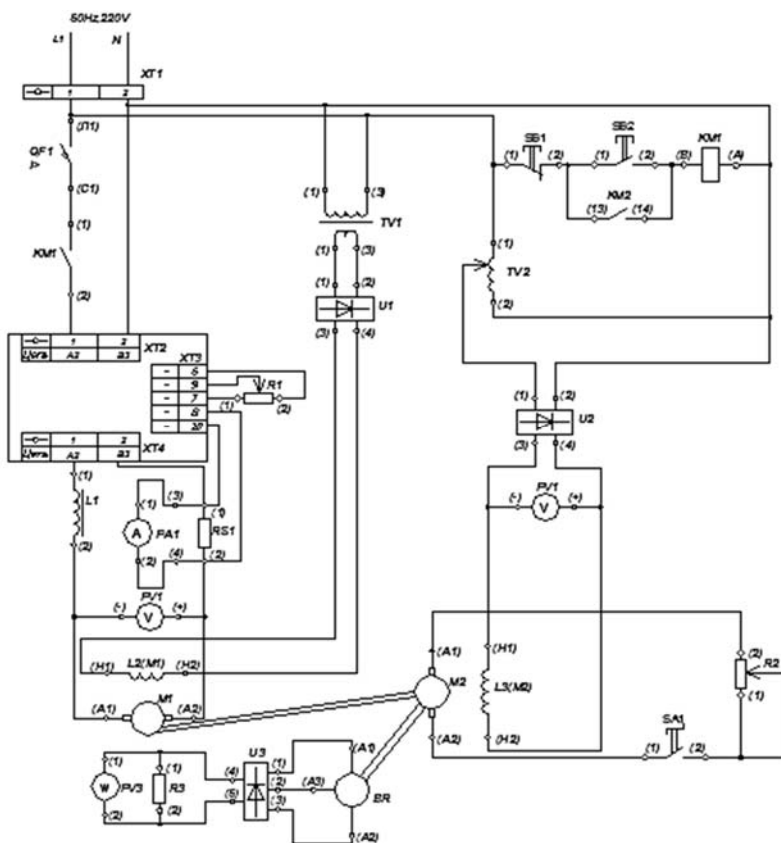 50Hz,220V
L1 N
XT1
1 2
(Л1)
QF1
(C1)
(1)
KM1
(2)
(1) (3)
TV1
(1) (3)
(1) (2)
U1
(3) (4)
SB1 SB2 KM1
(1) (2) (1) (2) (B) (A)
KM2
(13) (14)
(1)
TV2
(2)
(1) (2)
U2
(3) (4)
PV1
(-) V (+)
1 2 XT2
Цепь A2 B3
XT3
- 6
- 9
- 7
- 8
- 20
R1
(1) (2)
1 2 XT4
Цепь A2 B3
(1)
L1
(2)
(1) (3)
A PA1
(2) (4)
(1)
RS1
(2)
PV1
(-) V (+)
(H1) L2(M1) (H2)
M1
(A1) (A2)
(A1)
M2
(A2)
(H1)
L3(M2)
(H2)
(2)
R2
(1)
SA1
(1) (2)
U3
(1) (1) (4) (1) (A1)
W PV3 R3 (2) (A3) BR
(2) (2) (5) (3) (A2)